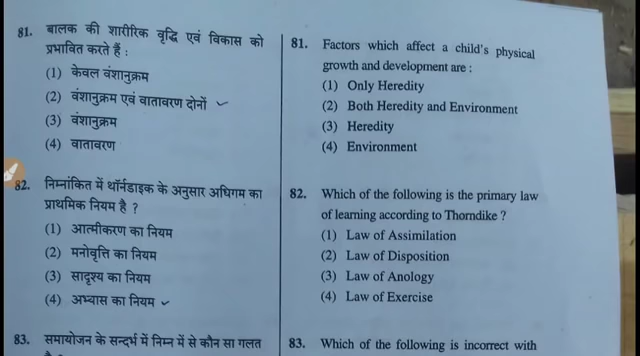 81. बालक की शारीरिक वृद्धि एवं विकास को
प्रभावित करते हैं :
(1) केवल वंशानुक्रम
(2) वंशानुक्रम एवं वातावरण दोनों
(3) वंशानुक्रम
(4) वातावरण
82. निम्नांकित में थॉर्नडाइक के अनुसार अधिगम का
प्राथमिक नियम है ?
(1) आत्मीकरण का नियम
(2) मनोवृत्ति का नियम
(3) सादृश्य का नियम
(4) अभ्यास का नियम
83. समायोजन के सन्दर्भ में निम्न में से कौन सा गलत
81. Factors which affect a child's physical
growth and development are :
(1) Only Heredity
(2) Both Heredity and Environment
(3) Heredity
(4) Environment
82. Which of the following is the primary law
of learning according to Thorndike ?
(1) Law of Assimilation
(2) Law of Disposition
(3) Law of Anology
(4) Law of Exercise
83. Which of the following is incorrect with